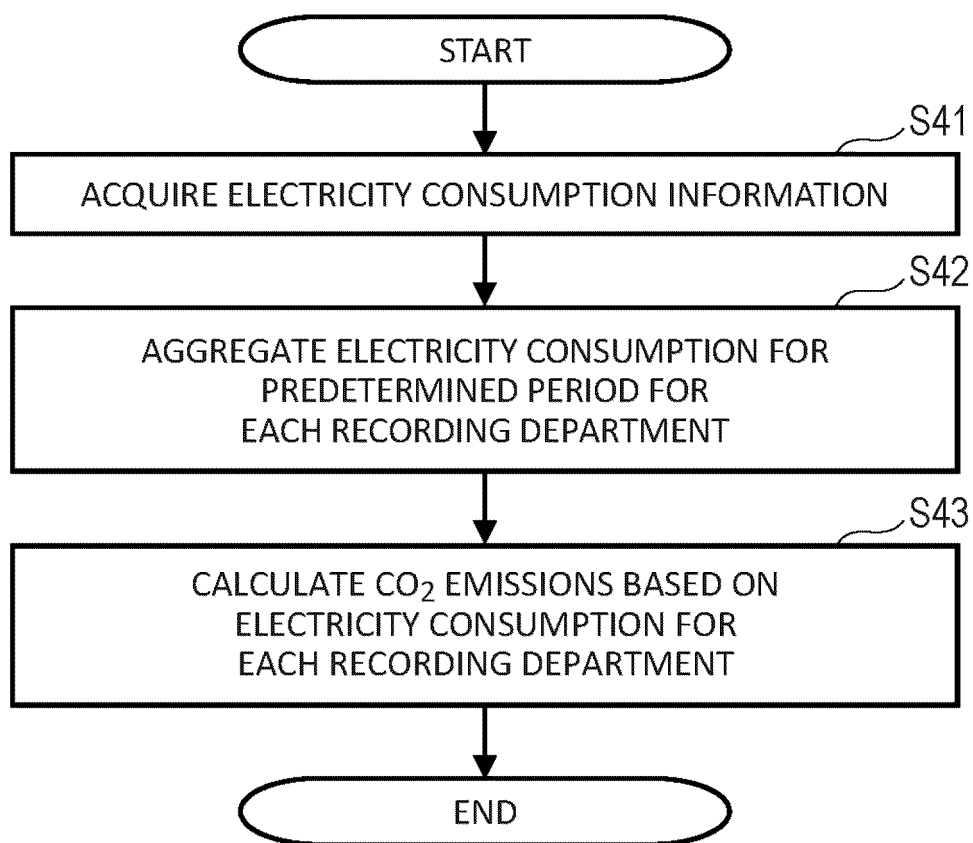 START
S41
ACQUIRE ELECTRICITY CONSUMPTION INFORMATION
S42
AGGREGATE ELECTRICITY CONSUMPTION FOR
PREDETERMINED PERIOD FOR
EACH RECORDING DEPARTMENT
S43
CALCULATE CO₂ EMISSIONS BASED ON
ELECTRICITY CONSUMPTION FOR
EACH RECORDING DEPARTMENT
END